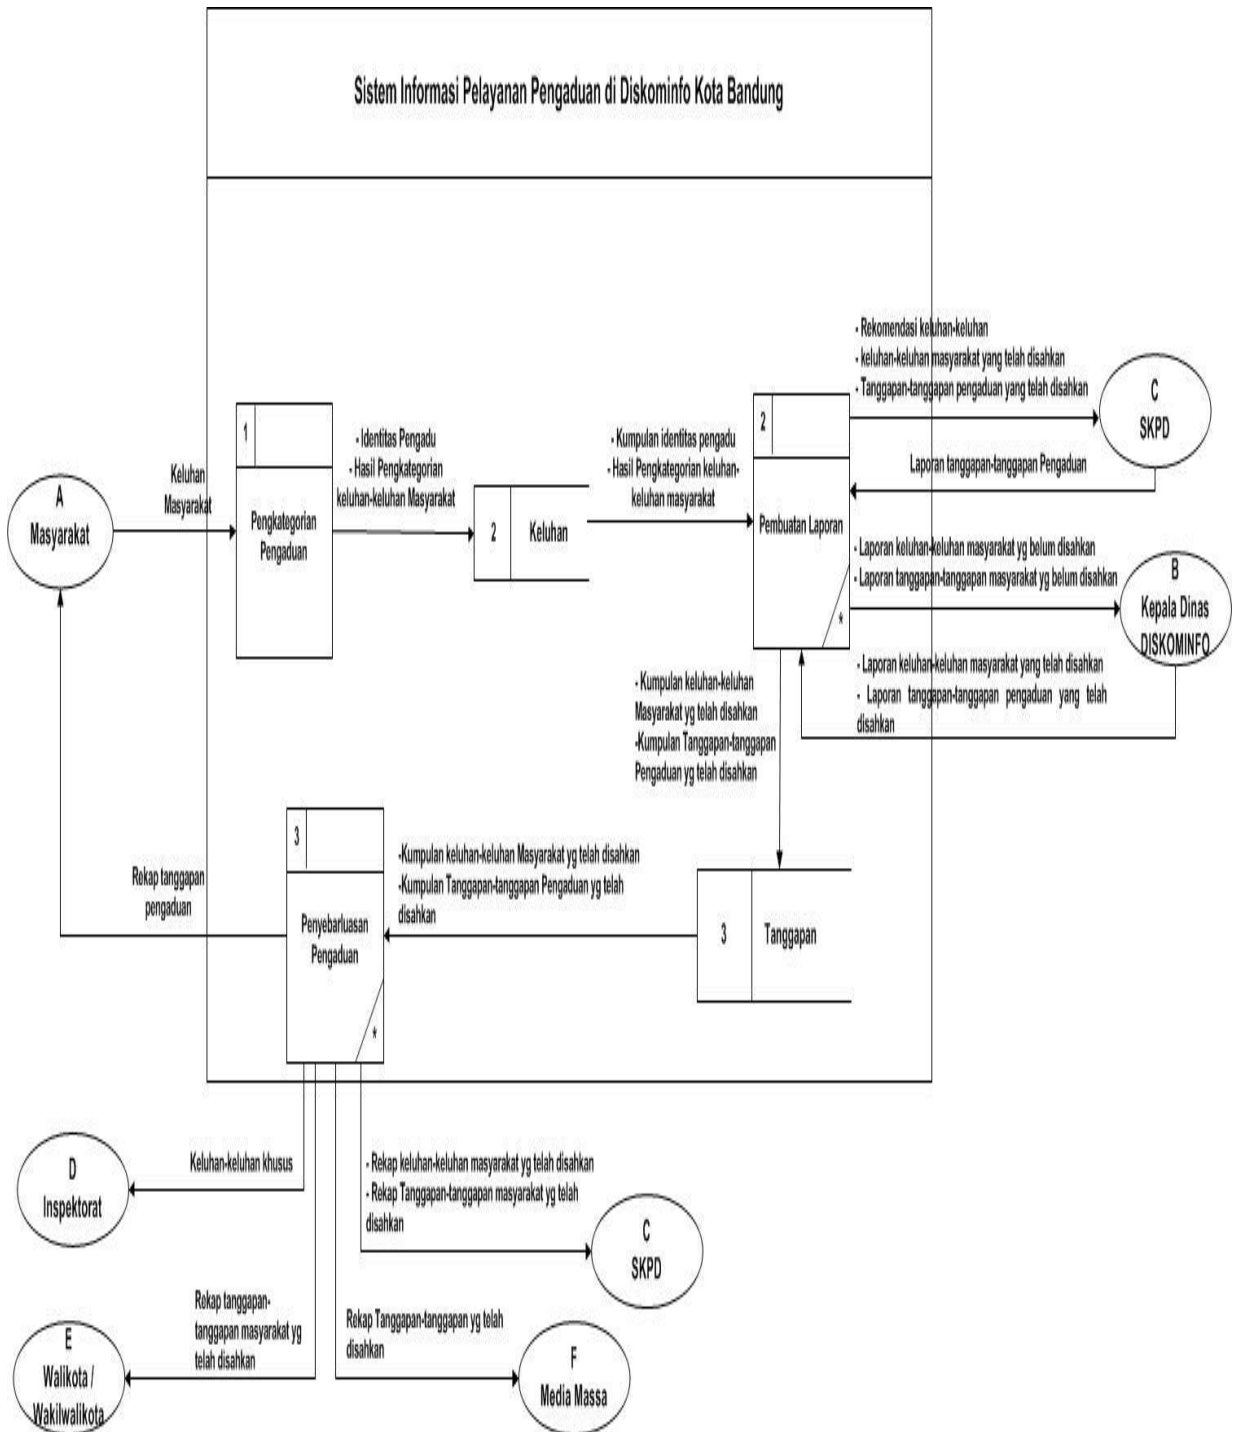 Sistem Informasi Pelayanan Pengaduan di Diskominfo Kota Bandung
- Rekomendasi keluhan-keluhan
- keluhan-keluhan masyarakat yang telah disahkan
- Tanggapan-tanggapan pengaduan yang telah disahkan
C
SKPD
Laporan tanggapan-tanggapan Pengaduan
A
Masyarakat
Keluhan
Masyarakat
1
Pengkategorian
Pengaduan
- Identitas Pengadu
- Hasil Pengkategorian
keluhan-keluhan Masyarakat
2
Keluhan
- Kumpulan identitas pengadu
- Hasil Pengkategorian keluhan-
keluhan masyarakat
2
Pembuatan Laporan
*
- Laporan keluhan-keluhan masyarakat yg belum disahkan
- Laporan tanggapan-tanggapan masyarakat yg belum disahkan
B
Kepala Dinas
DISKOMINFO
- Laporan keluhan-keluhan masyarakat yang telah disahkan
- Laporan tanggapan-tanggapan pengaduan yang telah
disahkan
- Kumpulan keluhan-keluhan
Masyarakat yg telah disahkan
-Kumpulan Tanggapan-tanggapan
Pengaduan yg telah disahkan
3
Penyebarluasan
Pengaduan
*
-Kumpulan keluhan-keluhan Masyarakat yg telah disahkan
-Kumpulan Tanggapan-tanggapan Pengaduan yg telah
disahkan
3
Tanggapan
Rekap tanggapan
pengaduan
D
Inspektorat
Keluhan-keluhan khusus
- Rekap keluhan-keluhan masyarakat yg telah disahkan
- Rekap Tanggapan-tanggapan masyarakat yg telah
disahkan
C
SKPD
E
Walikota /
Wakilwalikota
Rekap tanggapan-
tanggapan masyarakat yg
telah disahkan
Rekap Tanggapan-tanggapan yg telah
disahkan
F
Media Massa